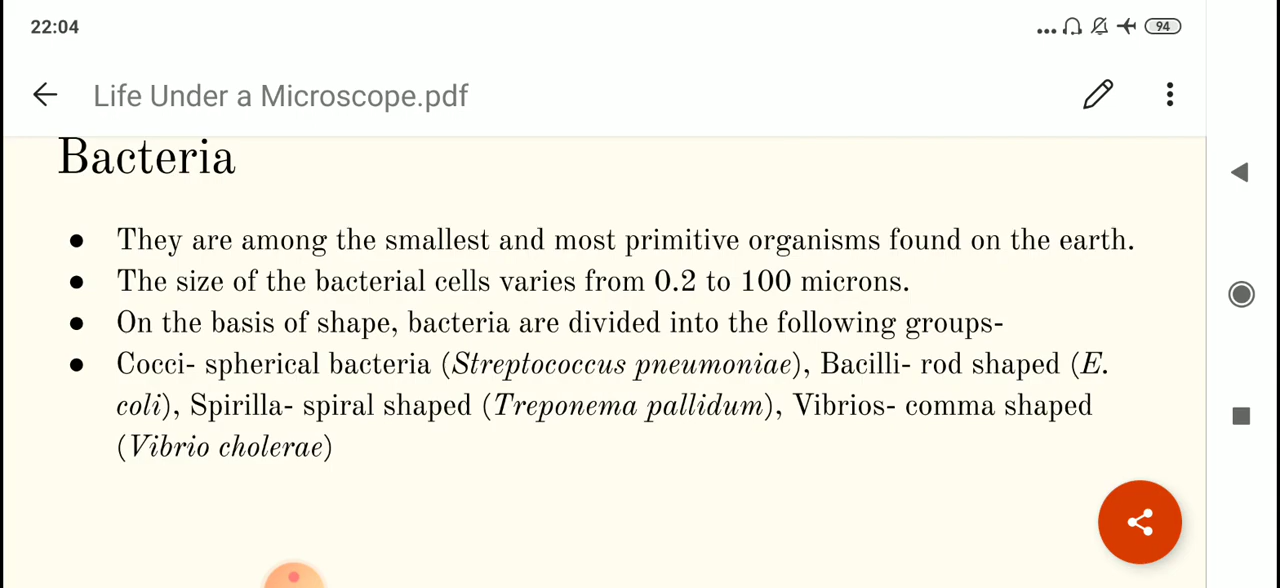 22:04
94
Life Under a Microscope.pdf
Bacteria
● They are among the smallest and most primitive organisms found on the earth.
● The size of the bacterial cells varies from 0.2 to 100 microns.
● On the basis of shape, bacteria are divided into the following groups-
● Cocci- spherical bacteria (Streptococcus pneumoniae), Bacilli- rod shaped (E.
coli), Spirilla- spiral shaped (Treponema pallidum), Vibrios- comma shaped
(Vibrio cholerae)